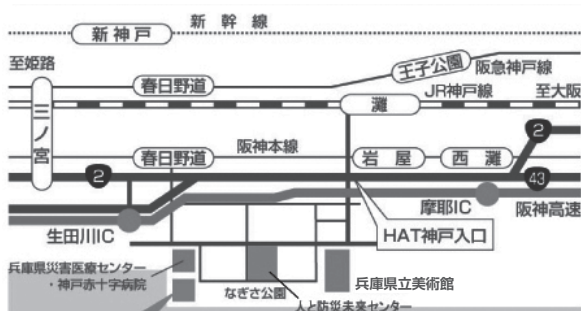 新幹線
新神戸
至姫路
王子公園
阪急神戸線
春日野道
JR神戸線
至大阪
三ノ宮
灘
2
阪神本線
春日野道
岩屋
西灘
2
43
摩耶IC
阪神高速
生田川IC
HAT神戸入口
兵庫県災害医療センター
・神戸赤十字病院
なぎさ公園
兵庫県立美術館
人と防災未来センター